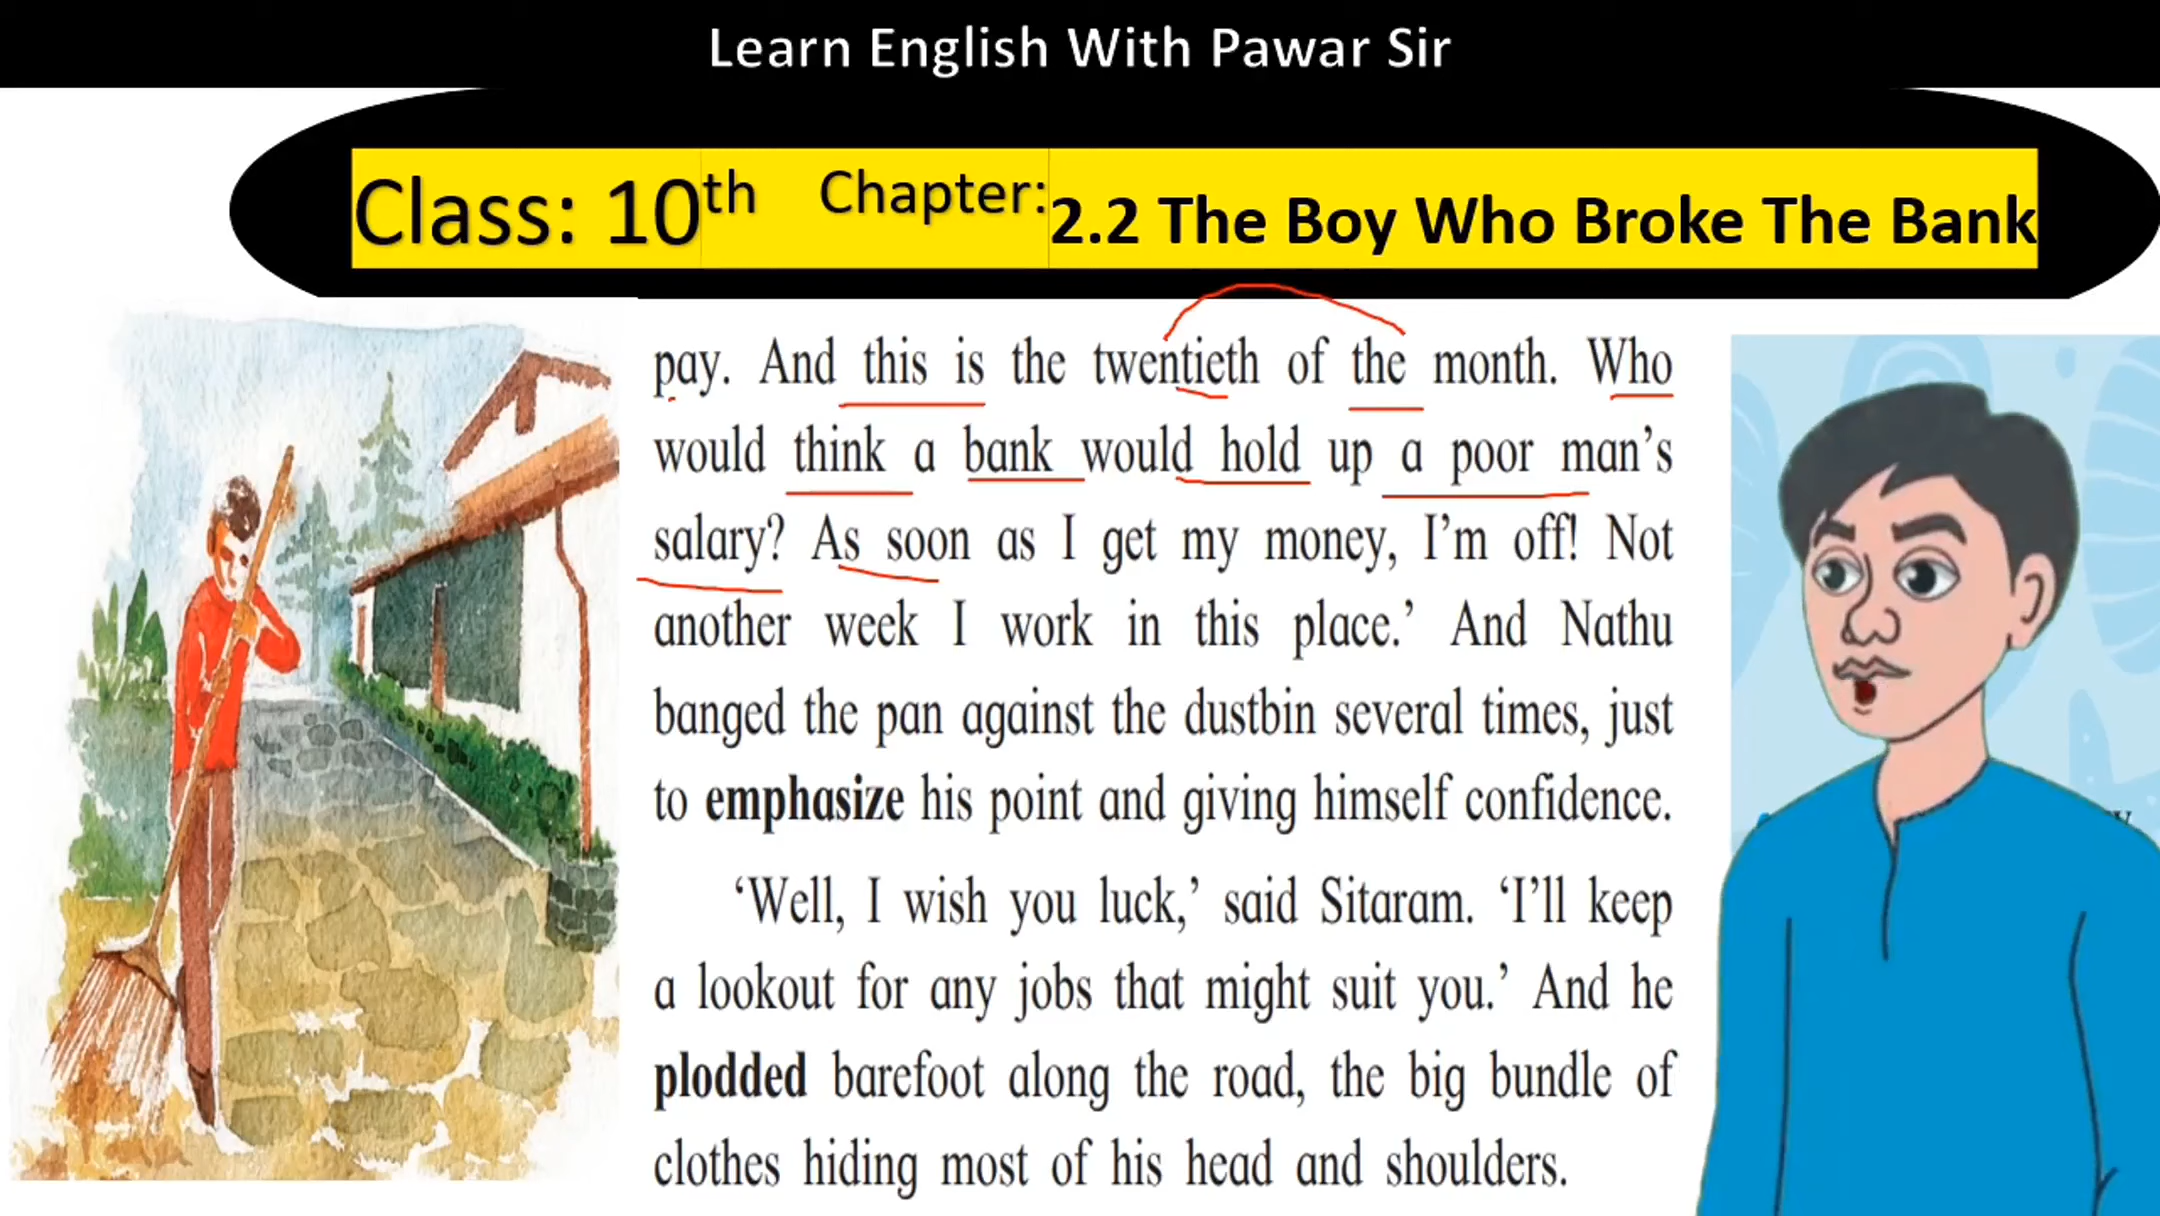 Learn English With Pawar Sir
Class: 10th Chapter: 2.2 The Boy Who Broke The Bank
pay. And this is the twentieth of the month. Who
would think a bank would hold up a poor man’s
salary? As soon as I get my money, I’m off! Not
another week I work in this place.’ And Nathu
banged the pan against the dustbin several times, just
to emphasize his point and giving himself confidence.
‘Well, I wish you luck,’ said Sitaram. ‘I’ll keep
a lookout for any jobs that might suit you.’ And he
plodded barefoot along the road, the big bundle of
clothes hiding most of his head and shoulders.